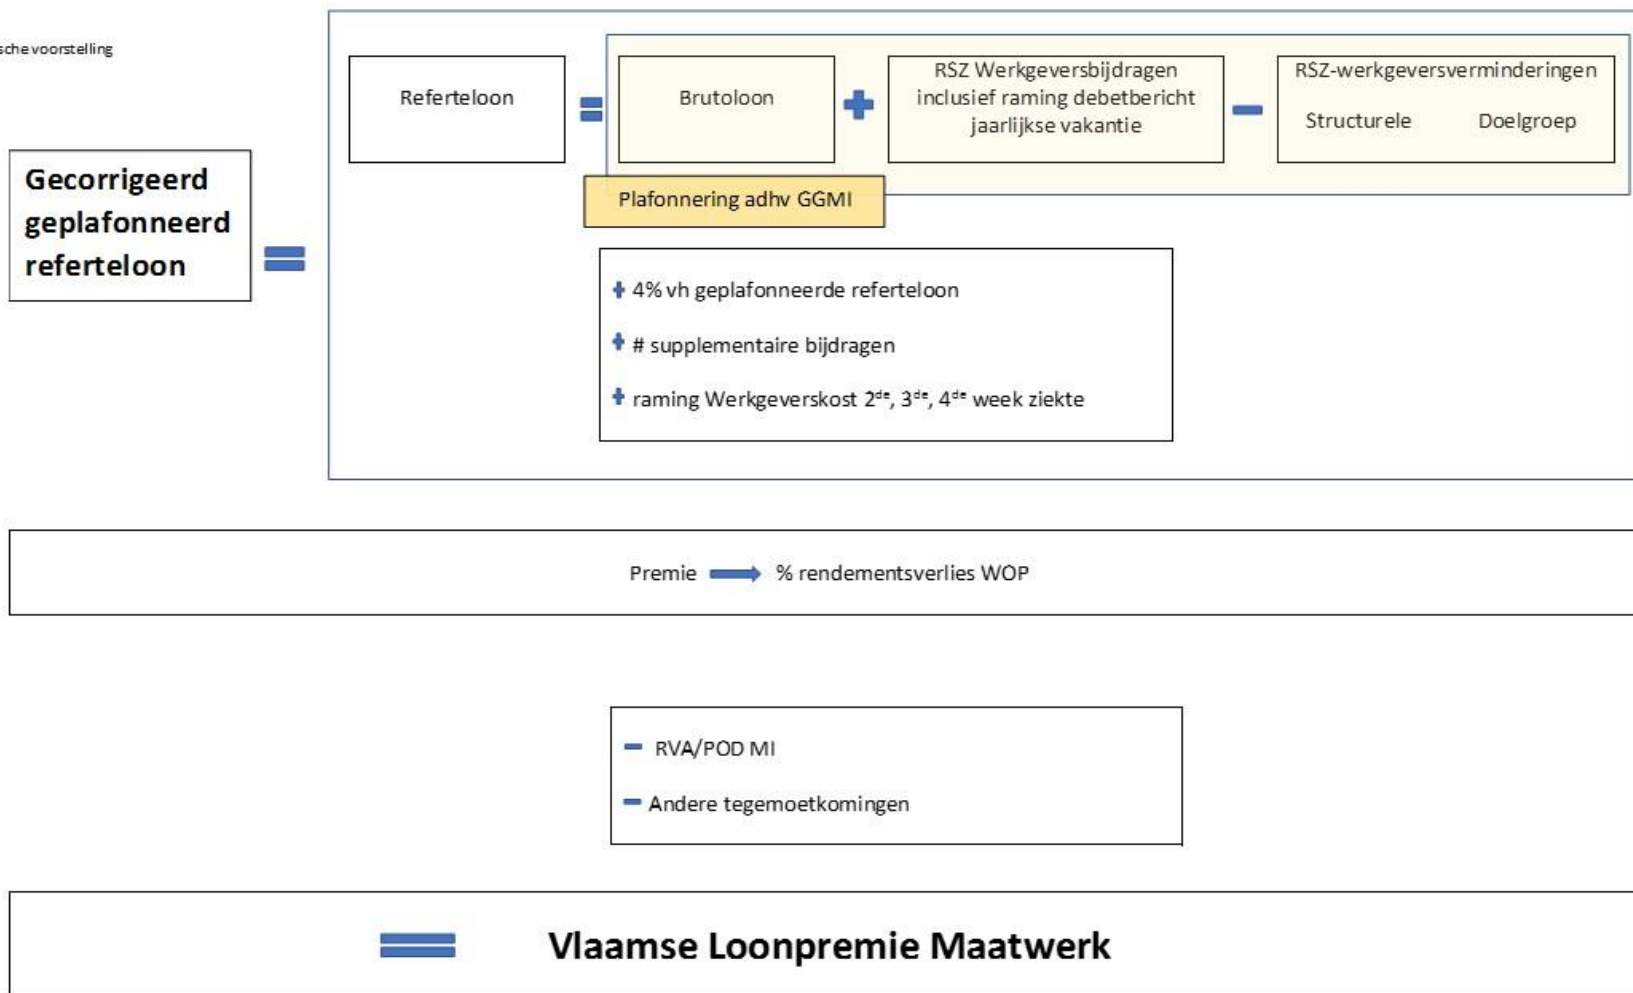 sche voorstelling
Gecorrigeerd
geplafonneerd
referteloon
Referteloon
Brutoloon
RSZ Werkgeversbijdragen
inclusief raming debetbericht
jaarlijkse vakantie
RSZ-werkgeversverminderingen
Structurele Doelgroep
Plafonnering adhv GGMI
4% vh geplafonneerde referteloon
# supplementaire bijdragen
raming Werkgeverskost 2de, 3de, 4de week ziekte
Premie % rendementsverlies WOP
RVA/POD MI
Andere tegemoetkomingen
Vlaamse Loonpremie Maatwerk